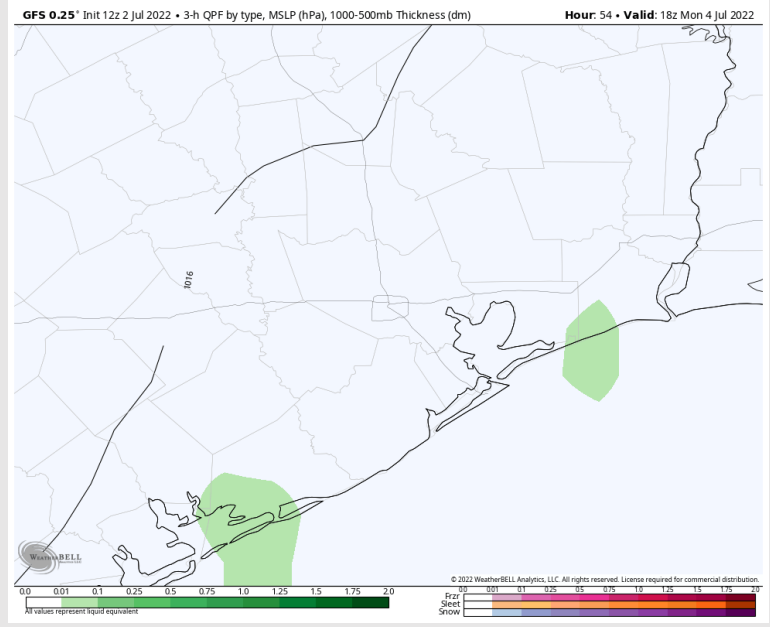 GFS 0.25° Init 12z 2 Jul 2022 • 3-h QPF by type, MSLP (hPa), 1000-500mb Thickness (dm)
Hour: 54 • Valid: 18z Mon 4 Jul 2022
1016
WEATHERBELL
© 2022 WeatherBELL Analytics, LLC. All rights reserved. License required for commercial distribution.
0.0 0.01 0.1 0.25 0.5 0.75 1.0 1.25 1.5 1.75 2.0
All values represent liquid equivalent
0.0 0.01 0.1 0.25 0.5 0.75 1.0 1.25 1.5 1.75 2.0
Frzr
Sleet
Snow